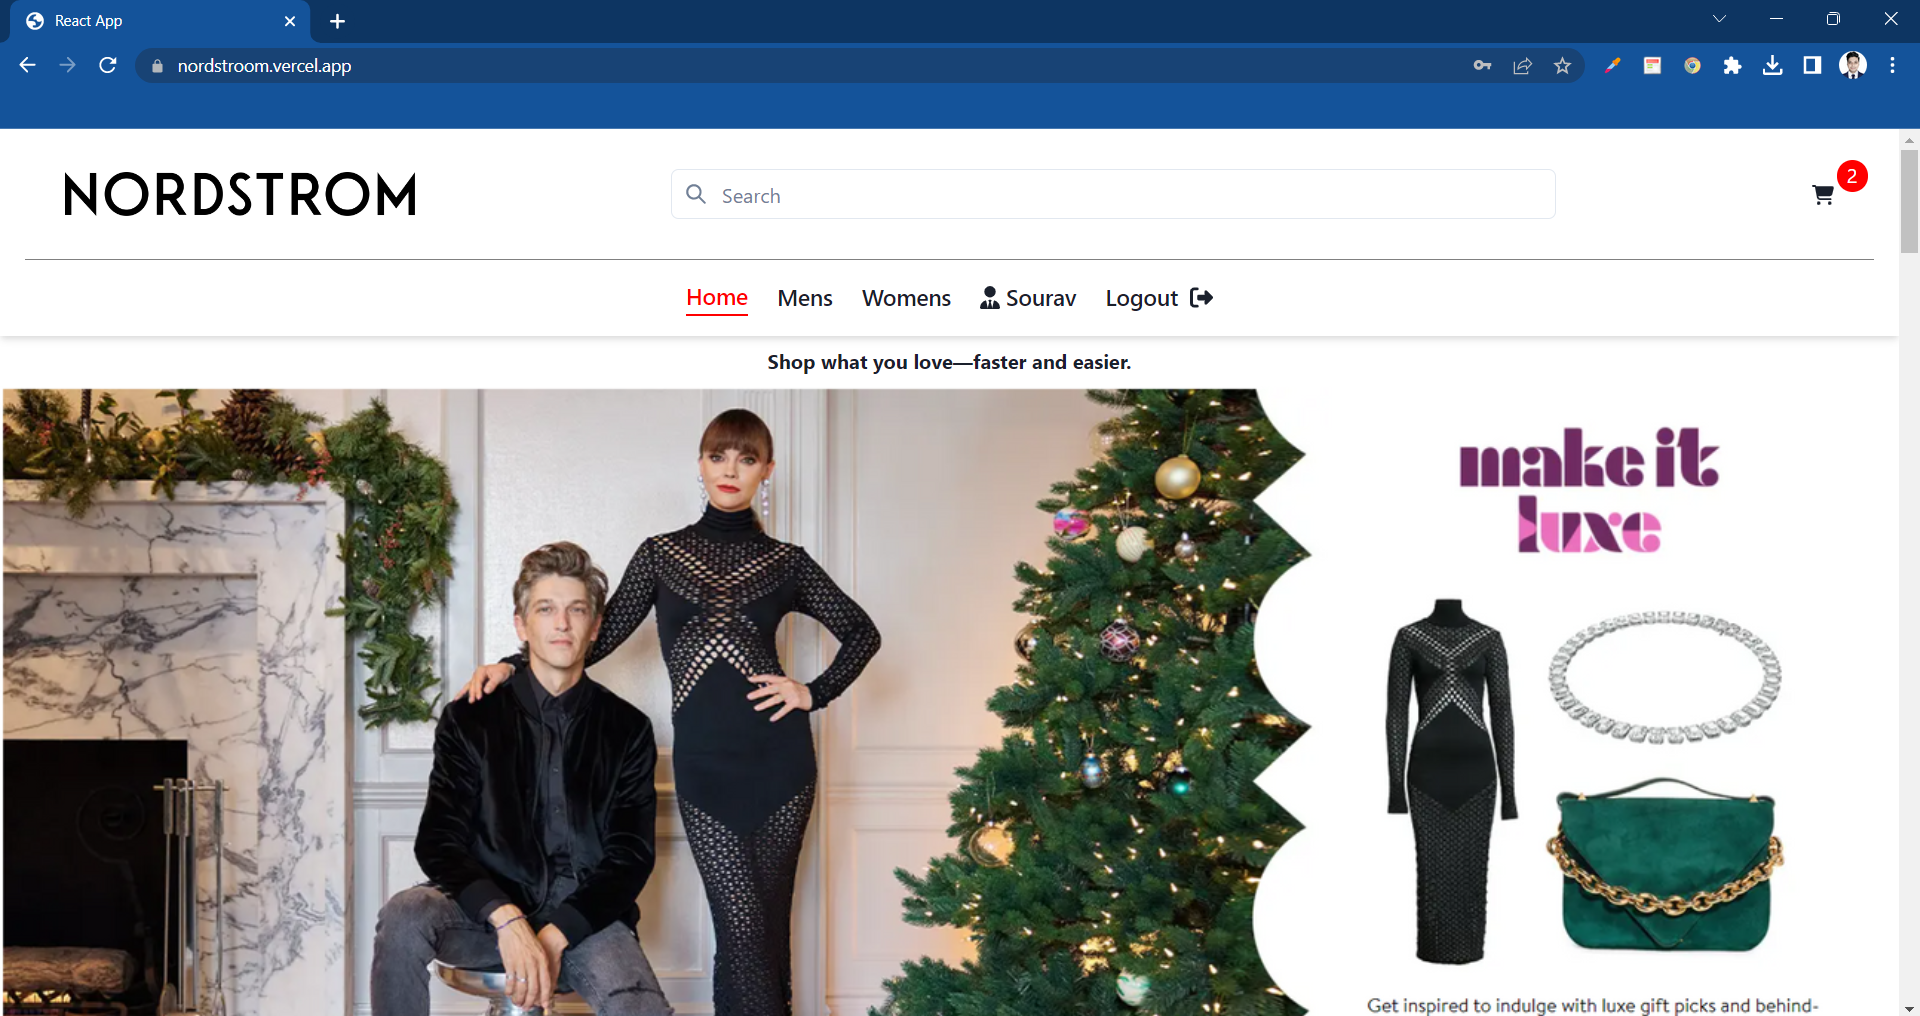 React App
nordstroom.vercel.app
NORDSTROM
Search
2
Home Mens Womens Sourav Logout
Shop what you love—faster and easier.
make it
luxe
Get inspired to indulge with luxe gift picks and behind-